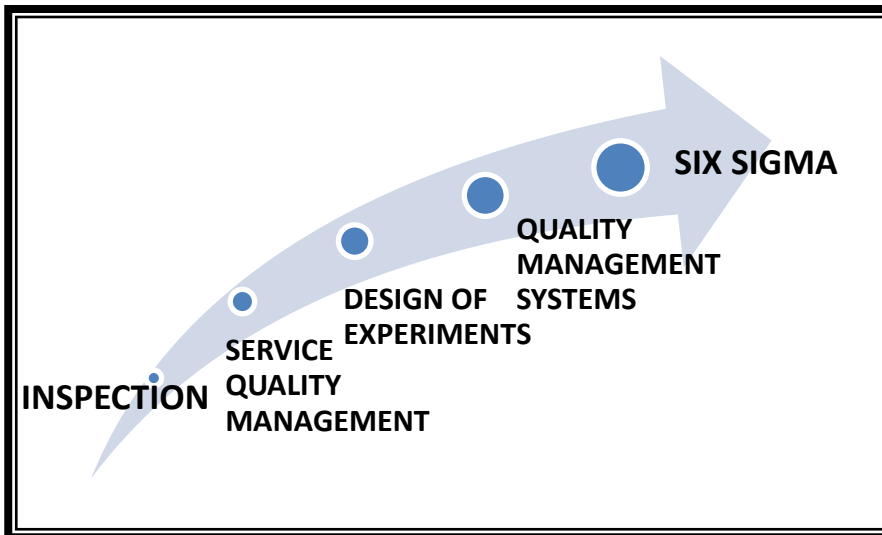 INSPECTION
SERVICE
QUALITY
MANAGEMENT
DESIGN OF
EXPERIMENTS
QUALITY
MANAGEMENT
SYSTEMS
SIX SIGMA